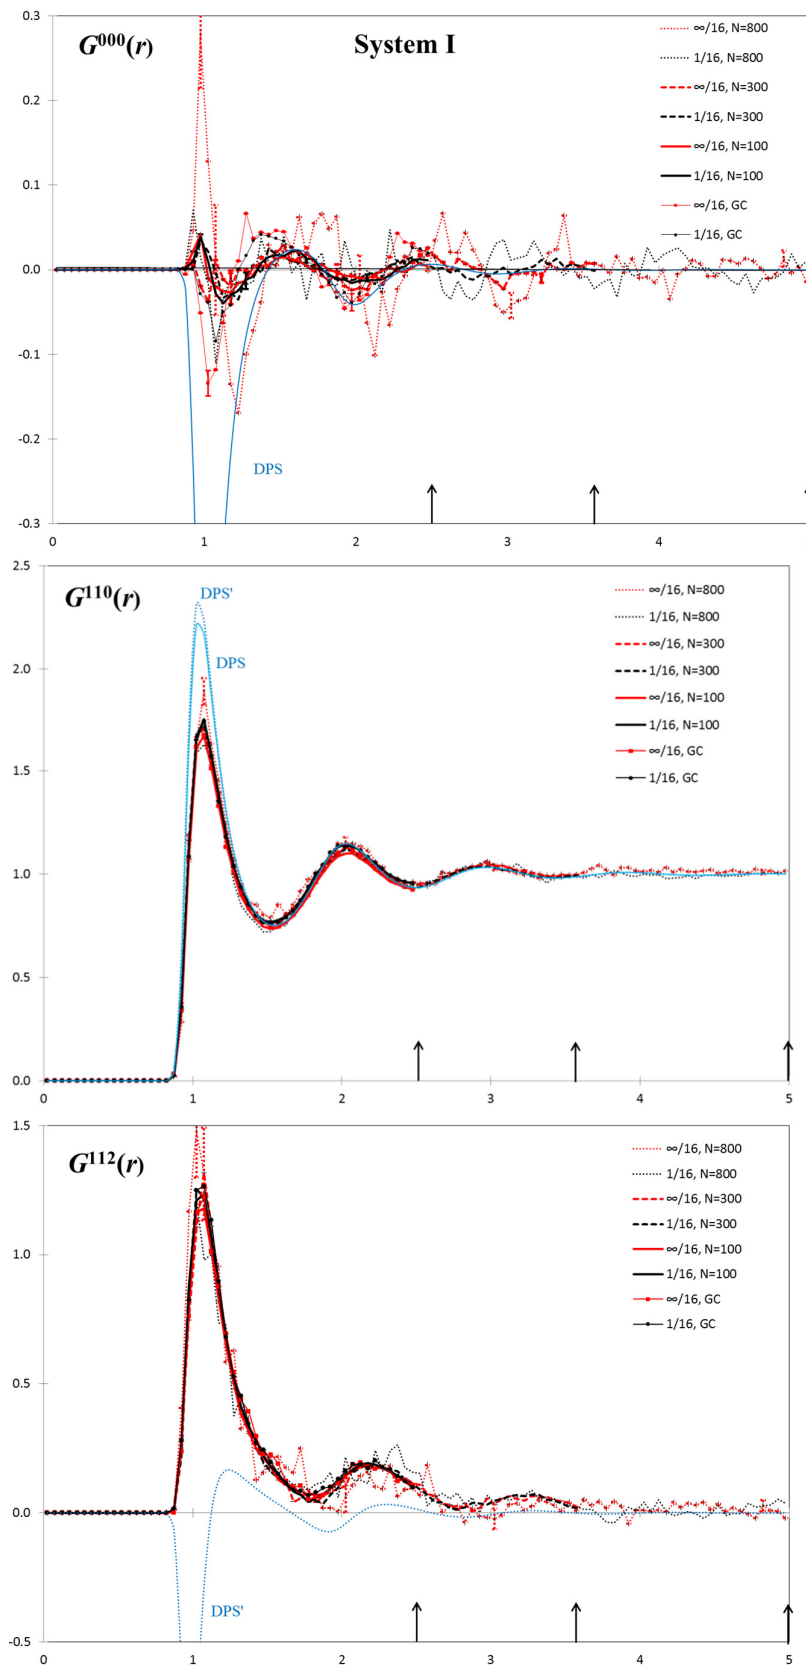 G⁰⁰⁰(r)
System I
∞/16, N=800
1/16, N=800
∞/16, N=300
1/16, N=300
∞/16, N=100
1/16, N=100
∞/16, GC
1/16, GC
0.3
0.2
0.1
0.0
-0.1
-0.2
-0.3
DPS
0 1 2 3 4
G¹¹⁰(r)
DPS'
DPS
∞/16, N=800
1/16, N=800
∞/16, N=300
1/16, N=300
∞/16, N=100
1/16, N=100
∞/16, GC
1/16, GC
2.5
2.0
1.5
1.0
0.5
0.0
0 1 2 3 4 5
G¹¹²(r)
∞/16, N=800
1/16, N=800
∞/16, N=300
1/16, N=300
∞/16, N=100
1/16, N=100
∞/16, GC
1/16, GC
1.5
1.0
0.5
0.0
-0.5
DPS'
0 1 2 3 4 5